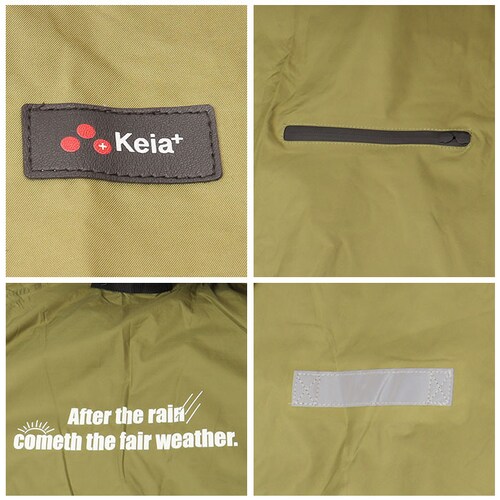 Keia+
After the rain
cometh the fair weather.